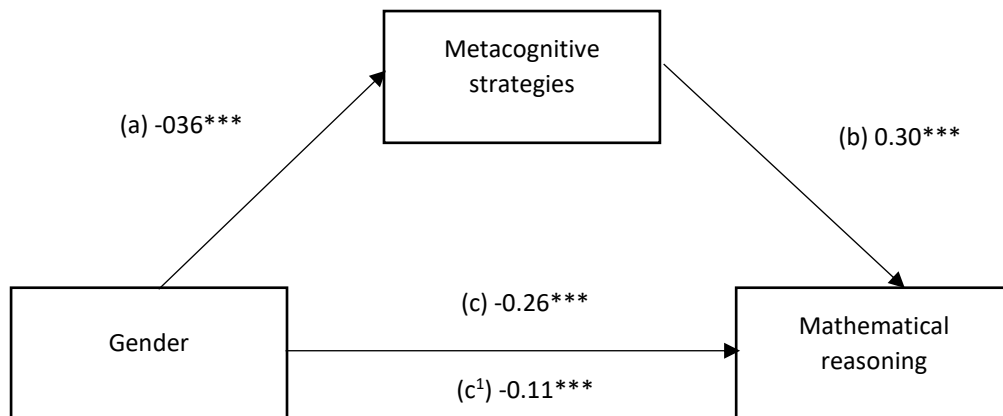 Metacognitive
strategies
(a) -036***
(b) 0.30***
(c) -0.26***
Gender
Mathematical
reasoning
(c¹) -0.11***